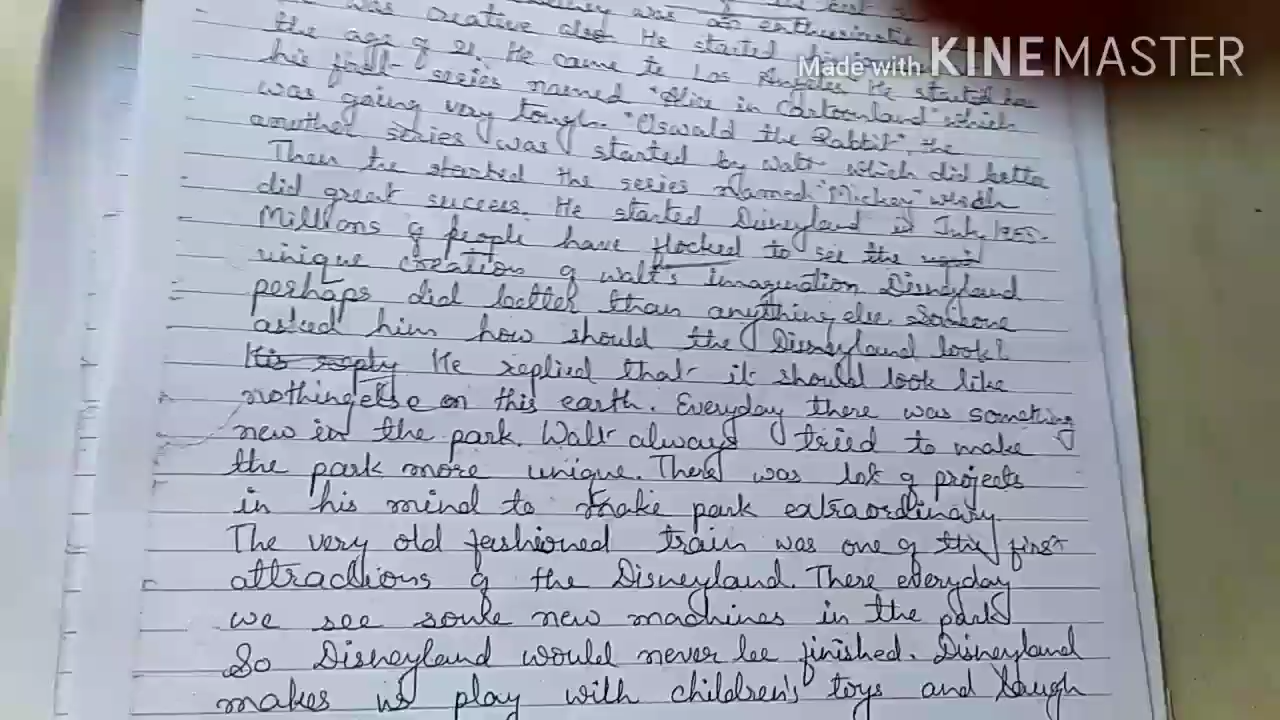 was an enthusiastic
was creative also He started
the age of 21. He came to Los Angeles He started
his first series named "Alice in Cartoonland" which
was going very tough. "Oswald the Rabbit", the
another series was started by Walt which did better
Then he started the series named "Mickey" which
did great success. He started Disneyland in July, 1955.
Millions of people have flocked to see the
unique creation of Walt's imagination Disneyland
perhaps did better than anything else. Someone
asked him how should the Disneyland look?
His reply He replied that it should look like
nothing else on this earth. Everyday there was something
new in the park. Walt always tried to make
the park more unique. There was lot of projects
in his mind to make park extraordinary
The very old fashioned train was one of the first
attractions of the Disneyland. There everyday
we see some new machines in the park
So Disneyland would never be finished. Disneyland
makes us play with children's toys and laugh
Made with KINEMASTER